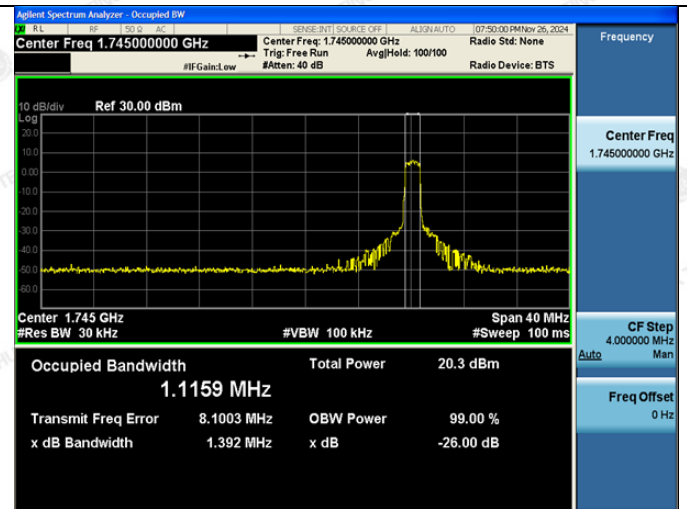 Agilent Spectrum Analyzer - Occupied BW
RL RF 50 Ω AC SENSE:INT SOURCE OFF ALIGN AUTO 07:50:00 PM Nov 26, 2024
Center Freq 1.745000000 GHz Center Freq: 1.745000000 GHz Radio Std: None
Trig: Free Run Avg|Hold: 100/100
#IFGain:Low #Atten: 40 dB Radio Device: BTS
Frequency
10 dB/div Ref 30.00 dBm
Log
20.0
10.0
0.00
-10.0
-20.0
-30.0
-40.0
-50.0
-60.0
Center 1.745 GHz Span 40 MHz
#Res BW 30 kHz #VBW 100 kHz #Sweep 100 ms
Occupied Bandwidth Total Power 20.3 dBm
1.1159 MHz
Transmit Freq Error 8.1003 MHz OBW Power 99.00 %
x dB Bandwidth 1.392 MHz x dB -26.00 dB
Center Freq
1.745000000 GHz
CF Step
4.000000 MHz
Auto Man
Freq Offset
0 Hz